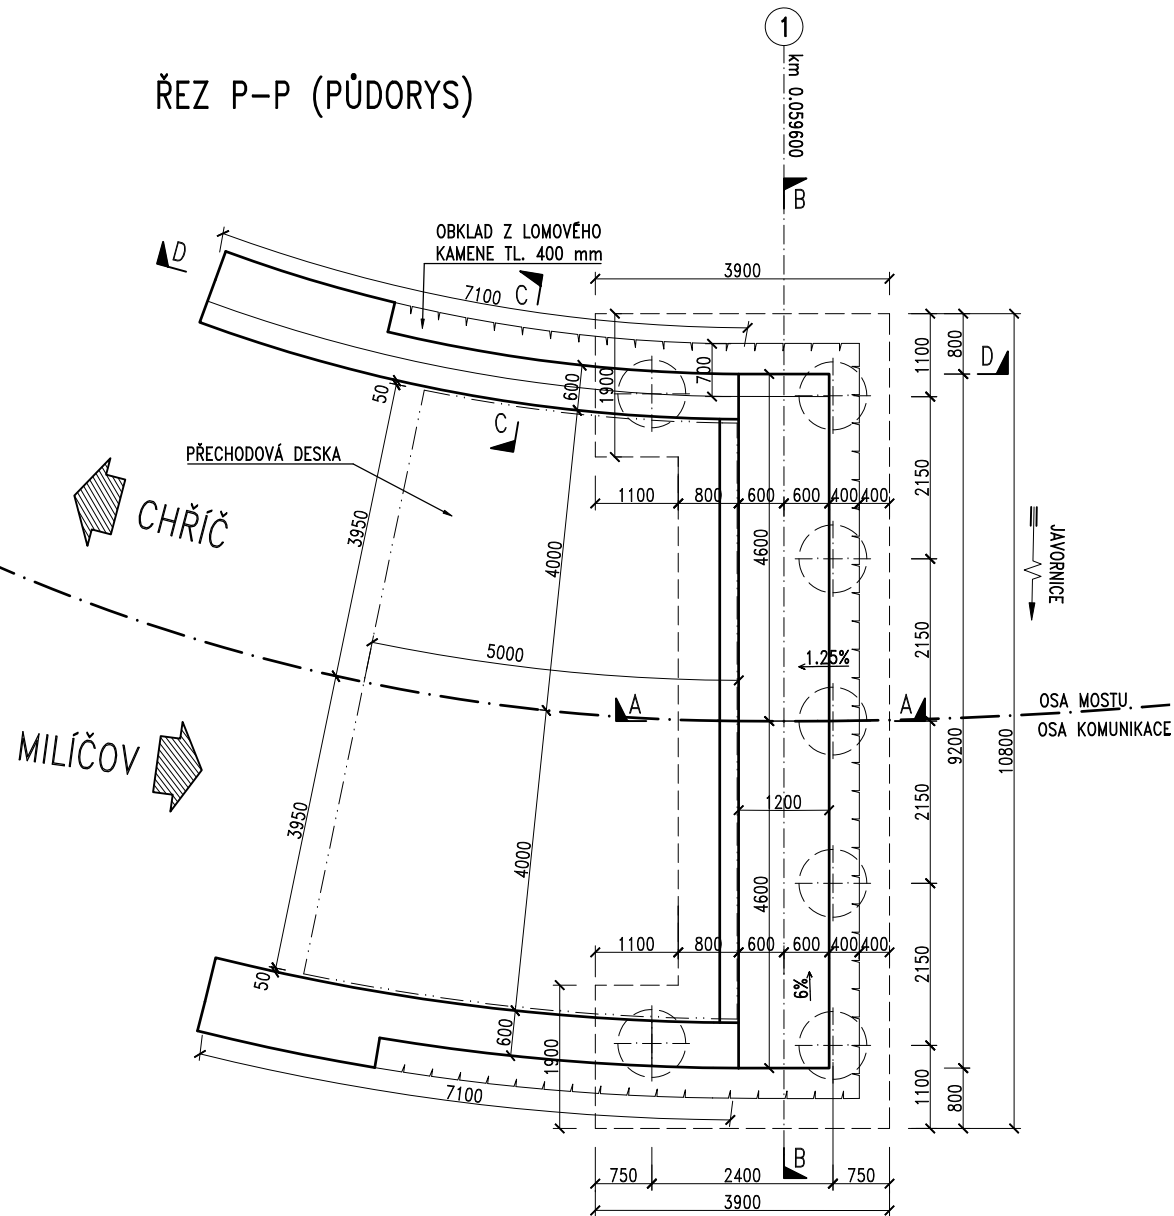 1
km 0.059600
ŘEZ P-P (PŮDORYS)
B
D
OBKLAD Z LOMOVÉHO
KAMENE TL. 400 mm
C
7100
3900
1900
700
600
50
1100
800
D
C
PŘECHODOVÁ DESKA
1100
800
600
600
400
400
2150
CHŘÍČ
3950
4000
4600
JAVORNICE
5000
1.25%
2150
A
A
OSA MOSTU
OSA KOMUNIKACE
MILÍČOV
9200
10800
1200
2150
3950
4000
4600
1100
800
600
600
400
400
2150
50
600
1900
6%
7100
1100
800
B
750
2400
750
3900